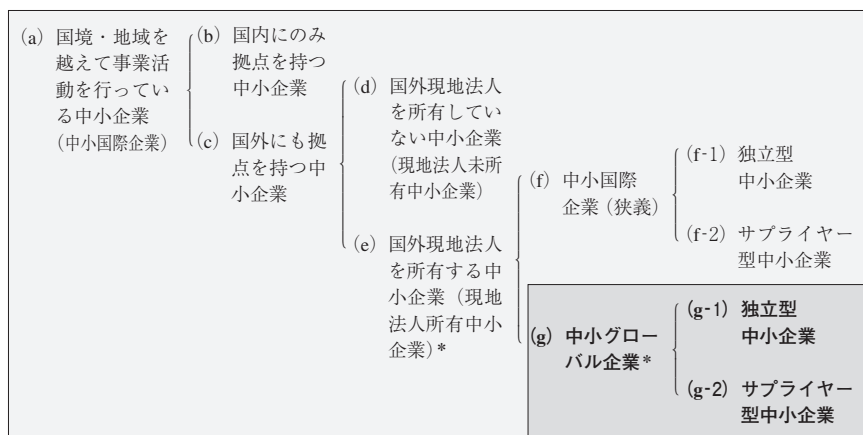 (a) 国境・地域を
越えて事業活
動を行ってい
る中小企業
(中小国際企業)
(b) 国内にのみ
拠点を持つ
中小企業
(c) 国外にも拠
点を持つ中
小企業
(d) 国外現地法人
を所有してい
ない中小企業
(現地法人未所
有中小企業)
(e) 国外現地法人
を所有する中
小企業（現地
法人所有中小
企業）*
(f) 中小国際
企業（狭義）
(f-1) 独立型
中小企業
(f-2) サプライヤー
型中小企業
(g) 中小グロー
バル企業*
(g-1) 独立型
中小企業
(g-2) サプライヤー
型中小企業